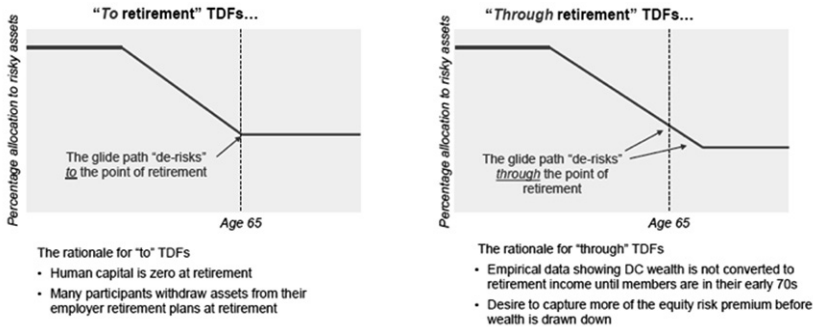 “To retirement” TDFs…
Percentage allocation to risky assets
The glide path “de-risks”
to the point of retirement
Age 65
The rationale for “to” TDFs
• Human capital is zero at retirement
• Many participants withdraw assets from their
employer retirement plans at retirement
“Through retirement” TDFs…
Percentage allocation to risky assets
The glide path “de-risks”
through the point of
retirement
Age 65
The rationale for “through” TDFs
• Empirical data showing DC wealth is not converted to
retirement income until members are in their early 70s
• Desire to capture more of the equity risk premium before
wealth is drawn down